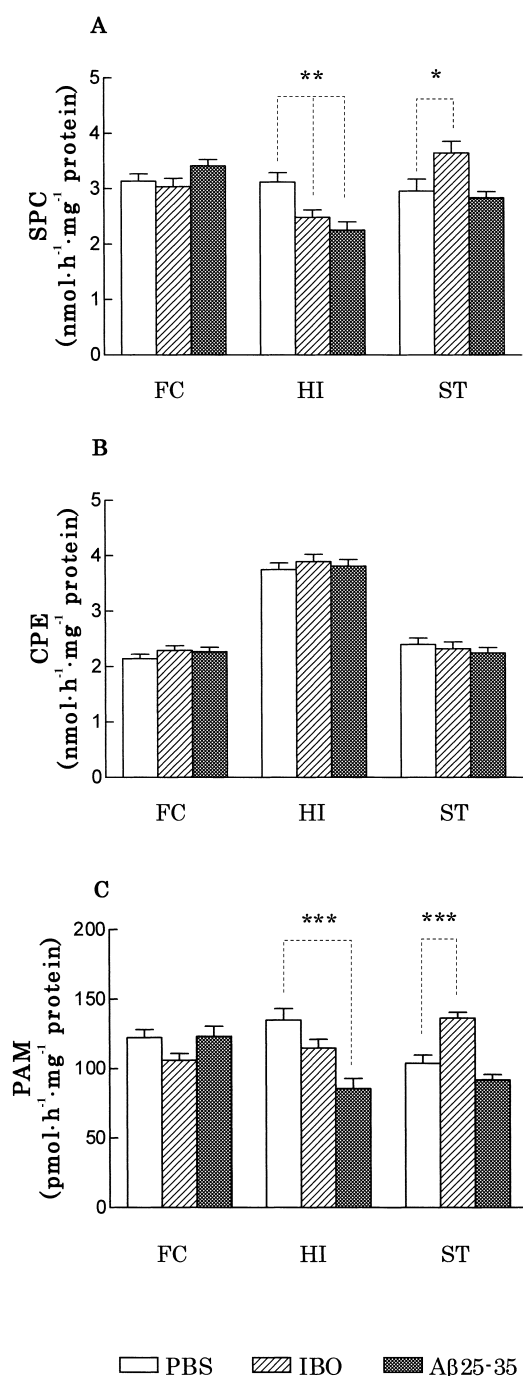 A
5
4
3
2
1
0
SPC
(nmol·h⁻¹·mg⁻¹ protein)
**
*
FC HI ST
B
5
4
3
2
1
0
CPE
(nmol·h⁻¹·mg⁻¹ protein)
FC HI ST
C
200
150
100
50
0
PAM
(pmol·h⁻¹·mg⁻¹ protein)
***
***
FC HI ST
PBS IBO Aβ25-35